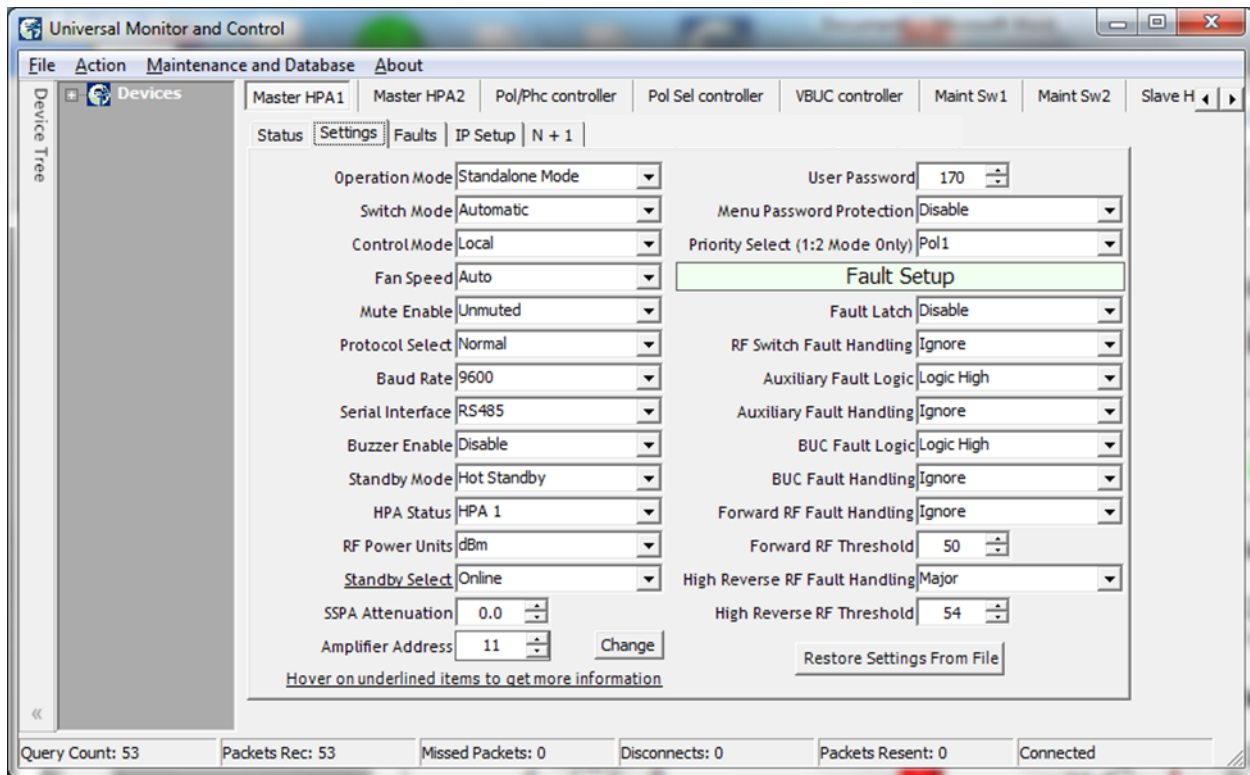 Universal Monitor and Control
File Action Maintenance and Database About
Device Tree
Devices
Master HPA1 Master HPA2 Pol/Phc controller Pol Sel controller VBUC controller Maint Sw1 Maint Sw2 Slave H
Status Settings Faults IP Setup N + 1
Operation Mode Standalone Mode
Switch Mode Automatic
Control Mode Local
Fan Speed Auto
Mute Enable Unmuted
Protocol Select Normal
Baud Rate 9600
Serial Interface RS485
Buzzer Enable Disable
Standby Mode Hot Standby
HPA Status HPA 1
RF Power Units dBm
Standby Select Online
SSPA Attenuation 0.0
Amplifier Address 11 Change
Hover on underlined items to get more information
User Password 170
Menu Password Protection Disable
Priority Select (1:2 Mode Only) Pol1
Fault Setup
Fault Latch Disable
RF Switch Fault Handling Ignore
Auxiliary Fault Logic Logic High
Auxiliary Fault Handling Ignore
BUC Fault Logic Logic High
BUC Fault Handling Ignore
Forward RF Fault Handling Ignore
Forward RF Threshold 50
High Reverse RF Fault Handling Major
High Reverse RF Threshold 54
Restore Settings From File
Query Count: 53 Packets Rec: 53 Missed Packets: 0 Disconnects: 0 Packets Resent: 0 Connected